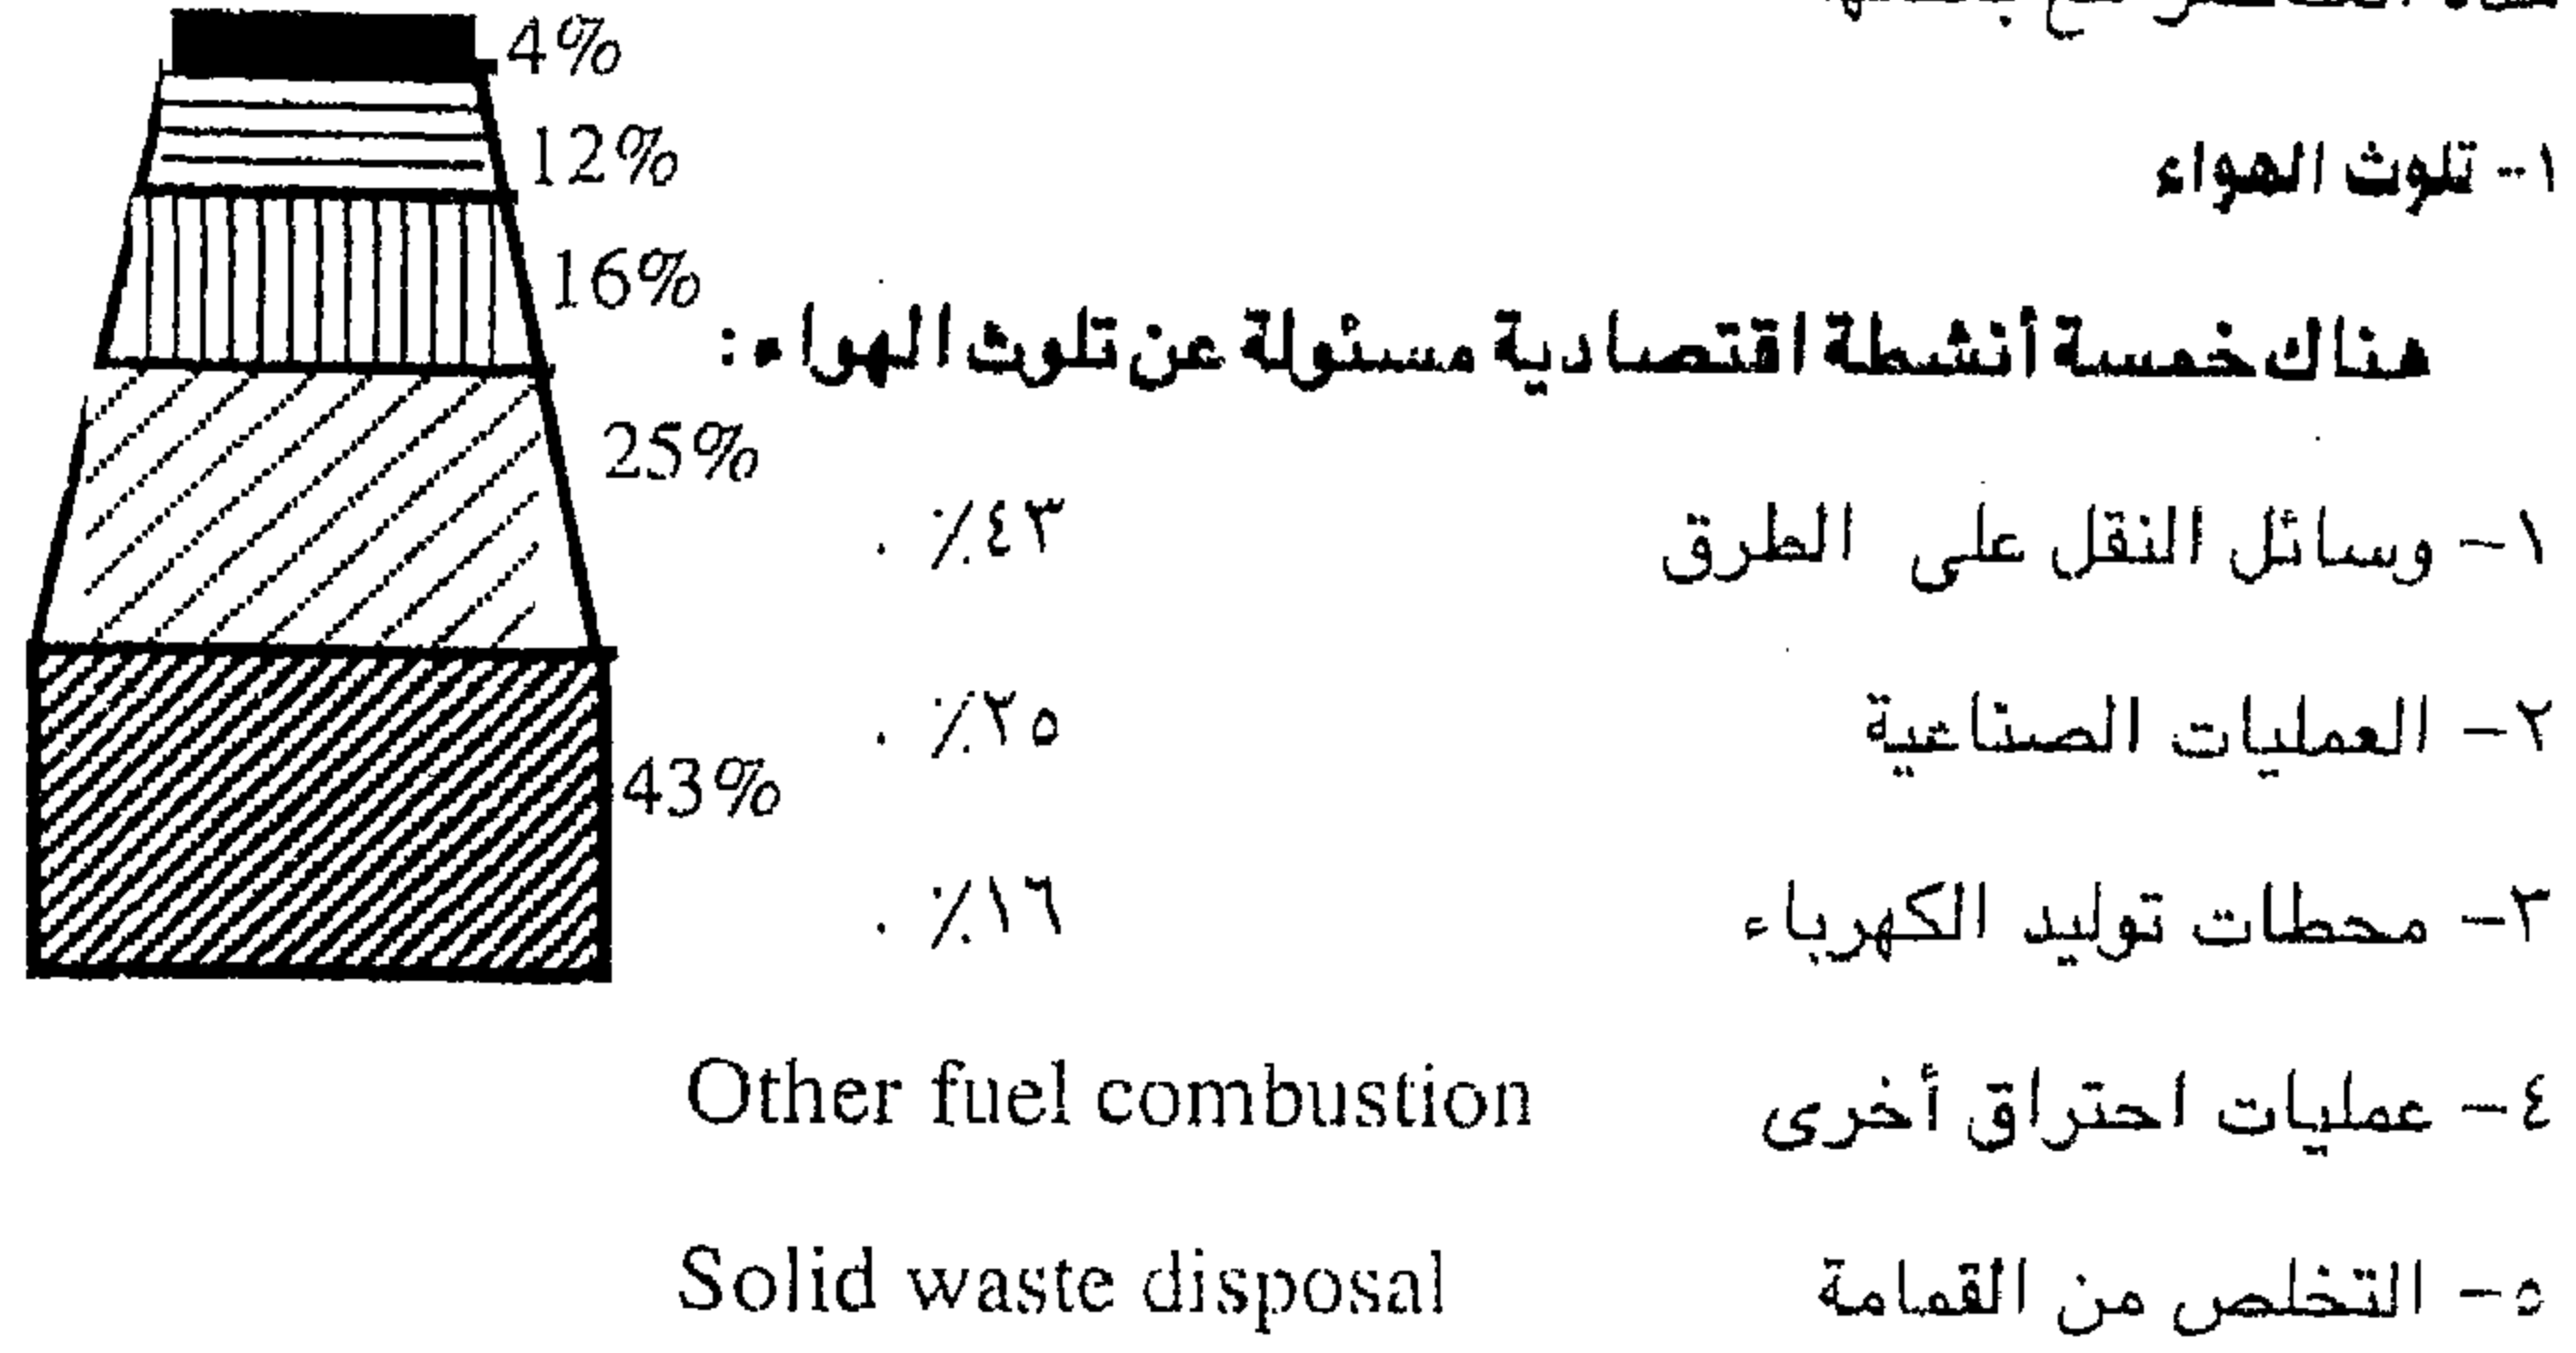 4%
12%
١- تلوث الهواء
16%
هناك خمسة أنشطة اقتصادية مسئولة عن تلوث الهواء:
25%
١- وسائل النقل على الطرق ٤٣٪ .
٢- العمليات الصناعية ٢٥٪ .
43%
٣- محطات توليد الكهرباء ١٦٪ .
٤- عمليات احتراق أخرى Other fuel combustion
٥- التخلص من القمامة Solid waste disposal